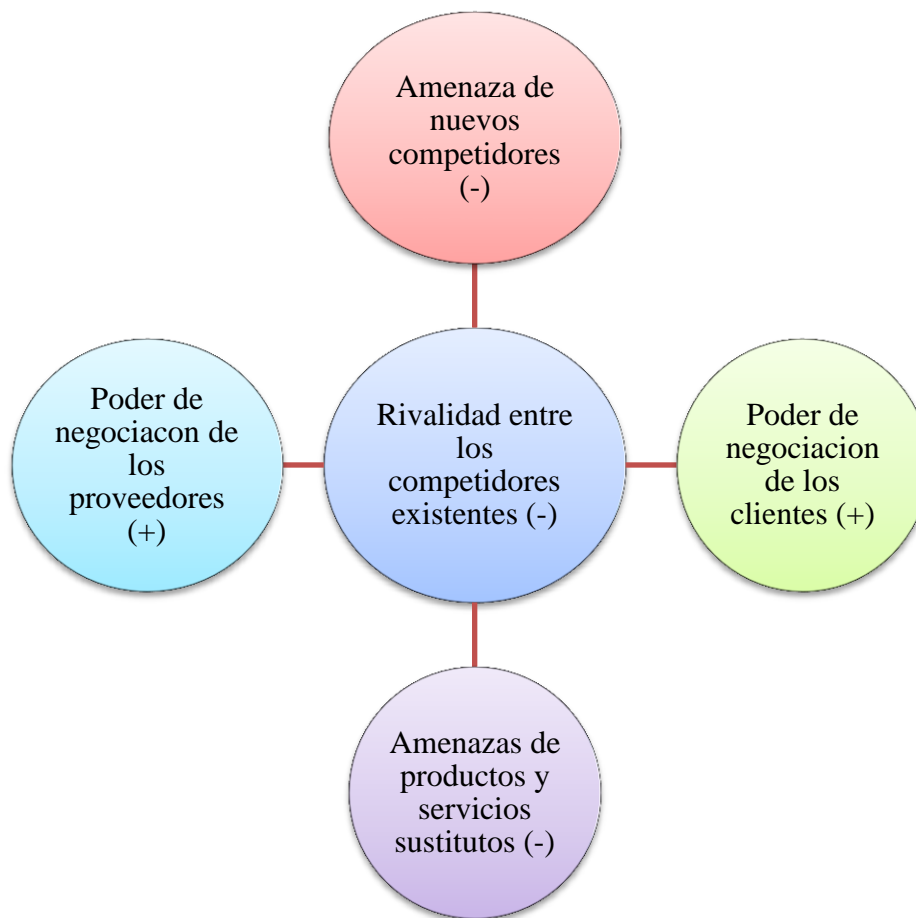 Amenaza de
nuevos
competidores
(-)
Poder de
negociacon de
los
proveedores
(+)
Rivalidad entre
los
competidores
existentes (-)
Poder de
negociacion
de los
clientes (+)
Amenazas de
productos y
servicios
sustitutos (-)